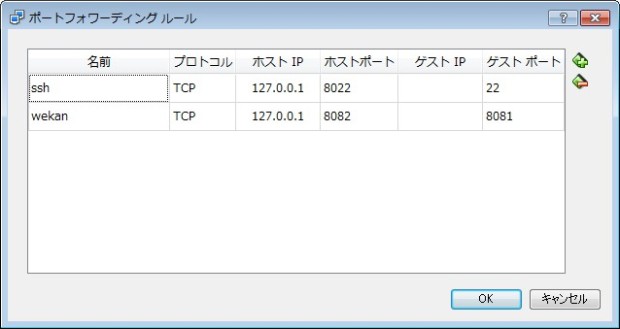 ポートフォワーディング ルール
名前 プロトコル ホスト IP ホストポート ゲスト IP ゲスト ポート
ssh TCP 127.0.0.1 8022 22
wekan TCP 127.0.0.1 8082 8081
OK キャンセル